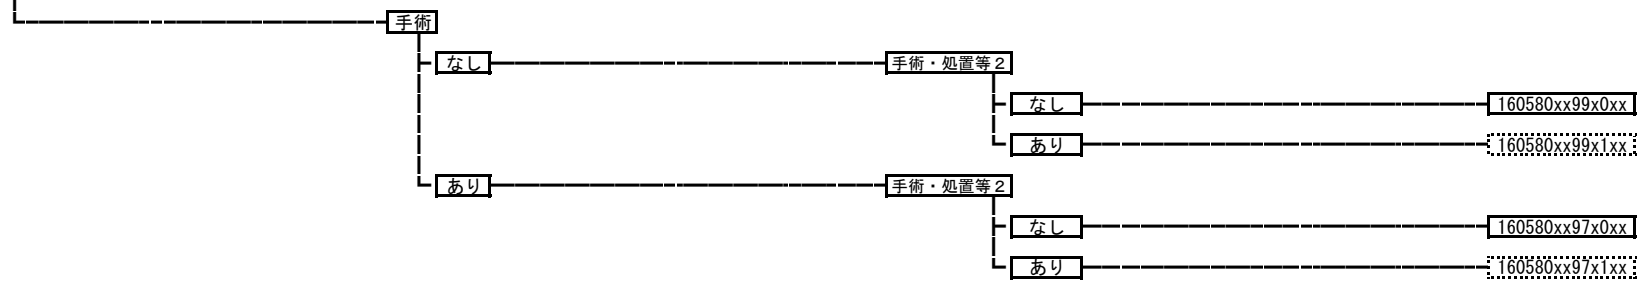 手術
なし 手術・処置等2
なし 160580xx99x0xx
あり 160580xx99x1xx
あり 手術・処置等2
なし 160580xx97x0xx
あり 160580xx97x1xx